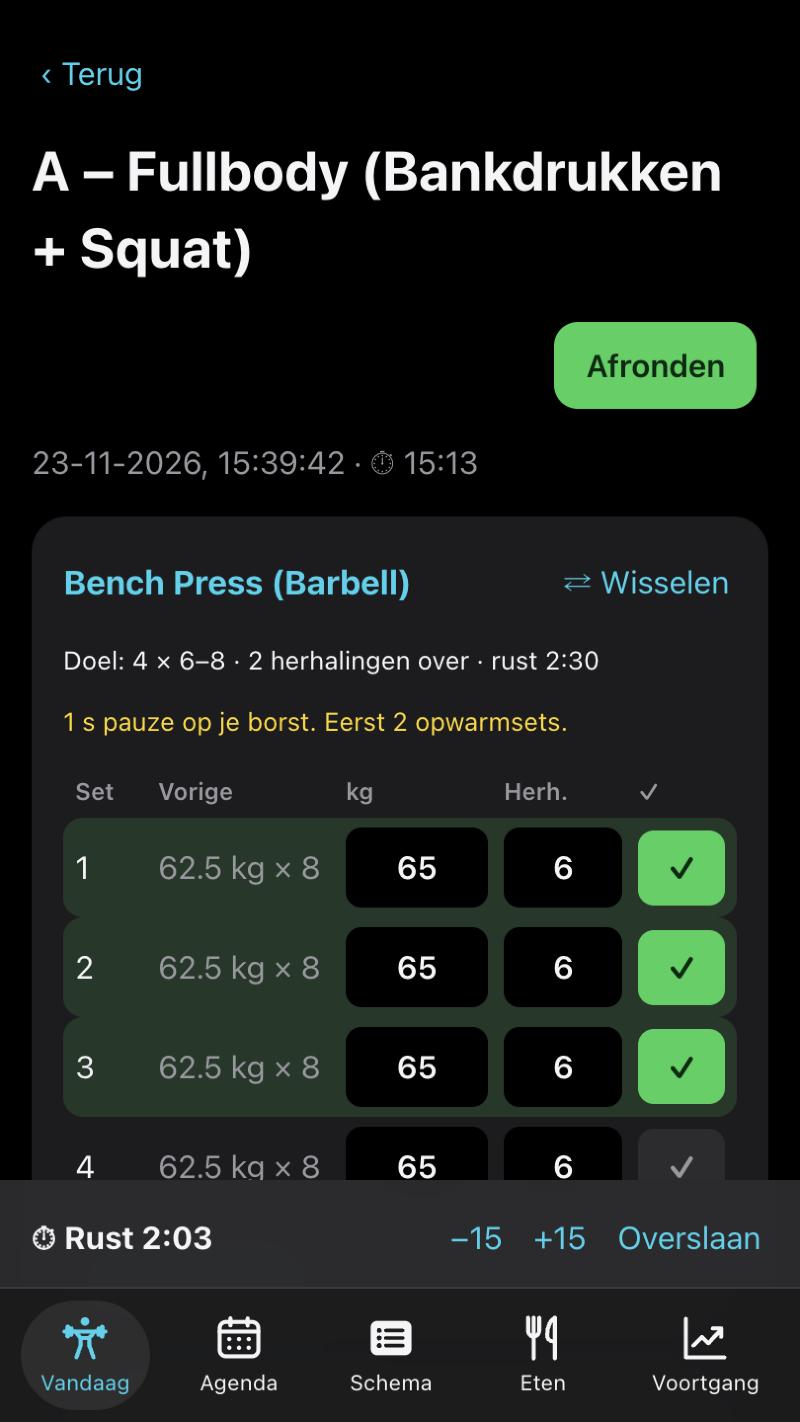 ‹ Terug
A – Fullbody (Bankdrukken
+ Squat)
Afronden
23-11-2026, 15:39:42 · ⏱ 15:13
Bench Press (Barbell) ⇄ Wisselen
Doel: 4 × 6–8 · 2 herhalingen over · rust 2:30
1 s pauze op je borst. Eerst 2 opwarmsets.
Set Vorige kg Herh. ✓
1 62.5 kg × 8 65 6 ✓
2 62.5 kg × 8 65 6 ✓
3 62.5 kg × 8 65 6 ✓
4 62.5 kg × 8 65 6 ✓
⏱ Rust 2:03 –15 +15 Overslaan
Vandaag Agenda Schema Eten Voortgang